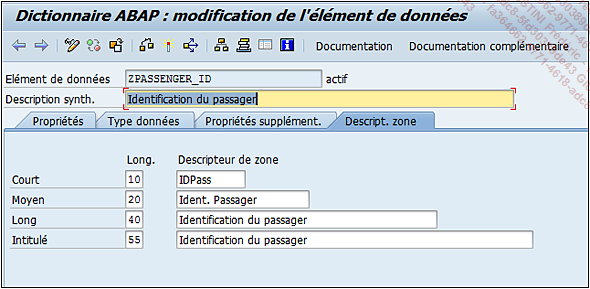 Dictionnaire ABAP : modification de l'élément de données
Documentation Documentation complémentaire
Elément de données ZPASSENGER_ID actif
Description synth. Identification du passager
Propriétés Type données Propriétés supplément. Descript. zone
Long. Descripteur de zone
Court 10 IDPass
Moyen 20 Ident. Passager
Long 40 Identification du passager
Intitulé 55 Identification du passager